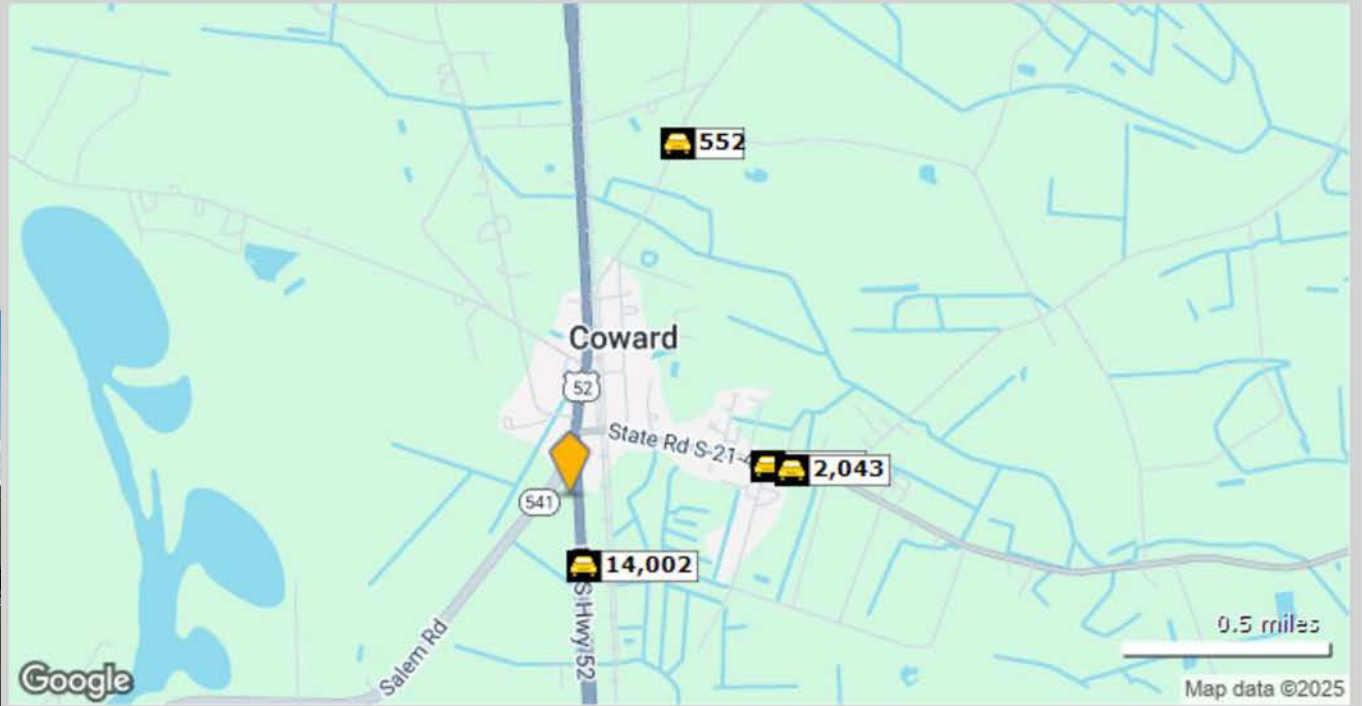 552
Coward
52
State Rd S-21-4
2,043
541
14,002
S Hwy 52
Salem Rd
0.5 miles
Google
Map data ©2025